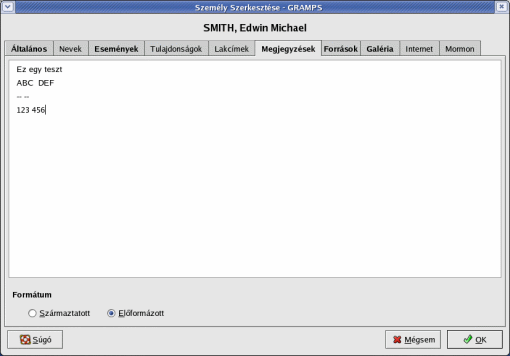 Személy Szerkesztése - GRAMPS
SMITH, Edwin Michael
Általános Nevek Események Tulajdonságok Lakcímek Megjegyzések Források Galéria Internet Mormon
Ez egy teszt
ABC  DEF
-- --
123 456
Formátum
Származtatott Előformázott
Súgó Mégsem OK